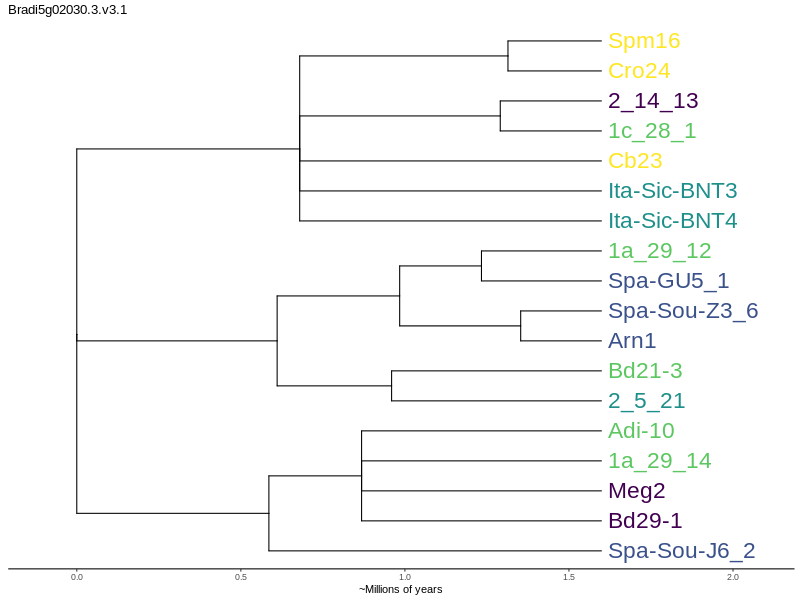 Bradi5g02030.3.v3.1
Spm16
Cro24
2_14_13
1c_28_1
Cb23
Ita-Sic-BNT3
Ita-Sic-BNT4
1a_29_12
Spa-GU5_1
Spa-Sou-Z3_6
Arn1
Bd21-3
2_5_21
Adi-10
1a_29_14
Meg2
Bd29-1
Spa-Sou-J6_2
0.0 0.5 1.0 1.5 2.0
~Millions of years